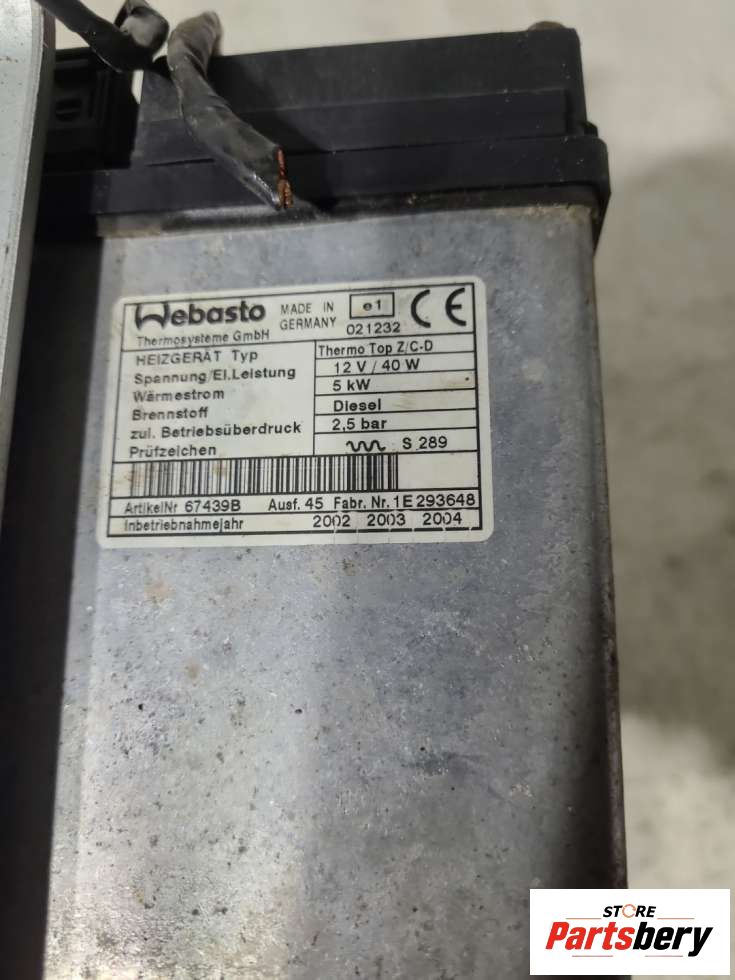 Webasto
Thermosysteme GmbH
MADE IN GERMANY
e1
021232
CE
HEIZGERÄT Typ Thermo Top Z/C-D
Spannung/El.Leistung 12 V / 40 W
Wärmestrom 5 kW
Brennstoff Diesel
zul. Betriebsüberdruck 2,5 bar
Prüfzeichen S 289
ArtikelNr 67439B Ausf. 45 Fabr. Nr. 1E 293648
Inbetriebnahmejahr 2002 2003 2004
STORE
Partsbery